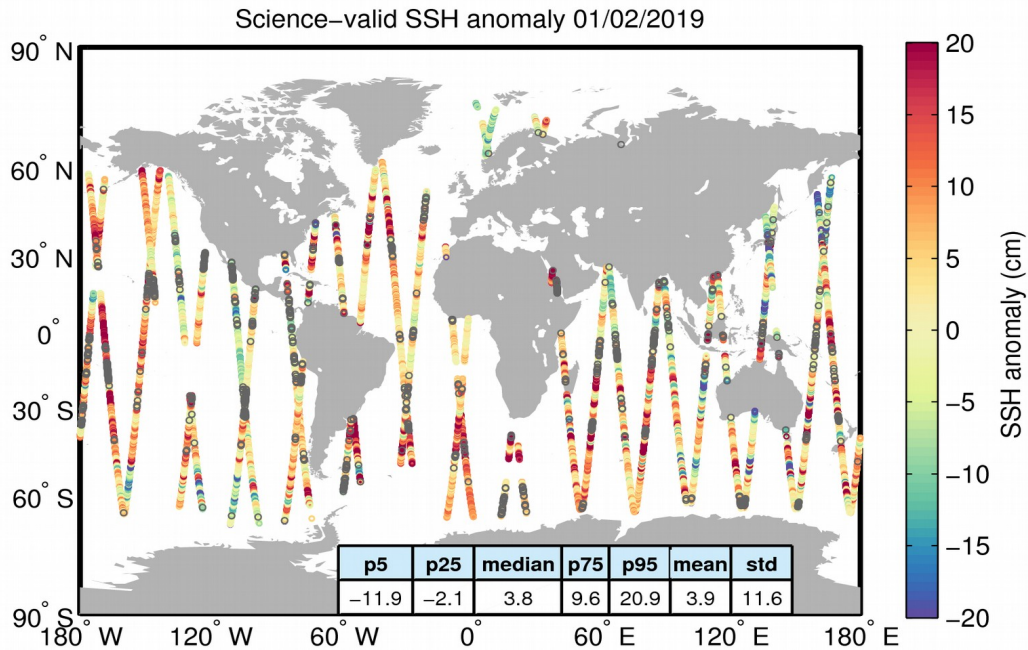 Science−valid SSH anomaly 01/02/2019
90° N
60° N
30° N
0°
30° S
60° S
90° S
180° W 120° W 60° W 0° 60° E 120° E 180° E
p5 p25 median p75 p95 mean std
−11.9 −2.1 3.8 9.6 20.9 3.9 11.6
20
15
10
5
0
−5
−10
−15
−20
SSH anomaly (cm)